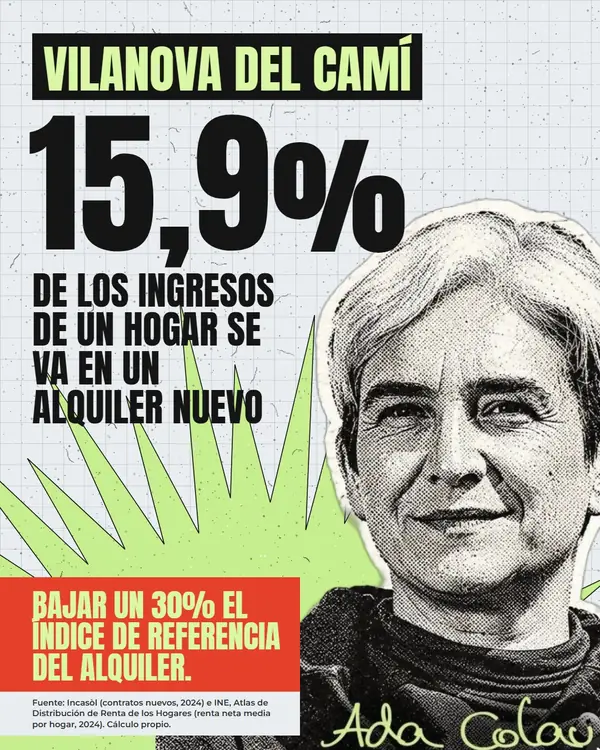 VILANOVA DEL CAMÍ
15,9%
DE LOS INGRESOS
DE UN HOGAR SE
VA EN UN
ALQUILER NUEVO
BAJAR UN 30% EL
ÍNDICE DE REFERENCIA
DEL ALQUILER.
Fuente: Incasòl (contratos nuevos, 2024) e INE, Atlas de
Distribución de Renta de los Hogares (renta neta media
por hogar, 2024). Cálculo propio.
Ada Colau